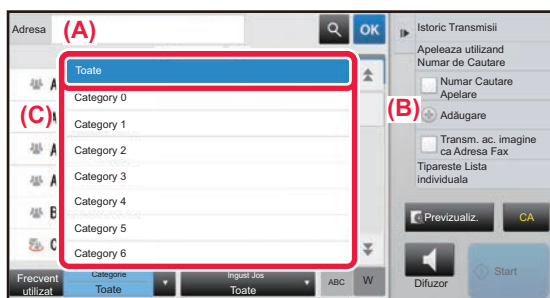 Adresa
(A)
OK
Istoric Transmisii
Apeleaza utilizand
Numar de Cautare
Toate
A
Numar Cautare
Apelare
Category 0
(C)
(B)
Adăugare
Category 1
Category 2
A
Transm. ac. imagine
ca Adresa Fax
Category 3
A
Tipareste Lista
individuala
Category 4
B
Previzualiz.
CA
Category 5
C
Category 6
Frecvent
utilizat
Categorie
Toate
Ingust Jos
Toate
ABC
W
Difuzor
Start